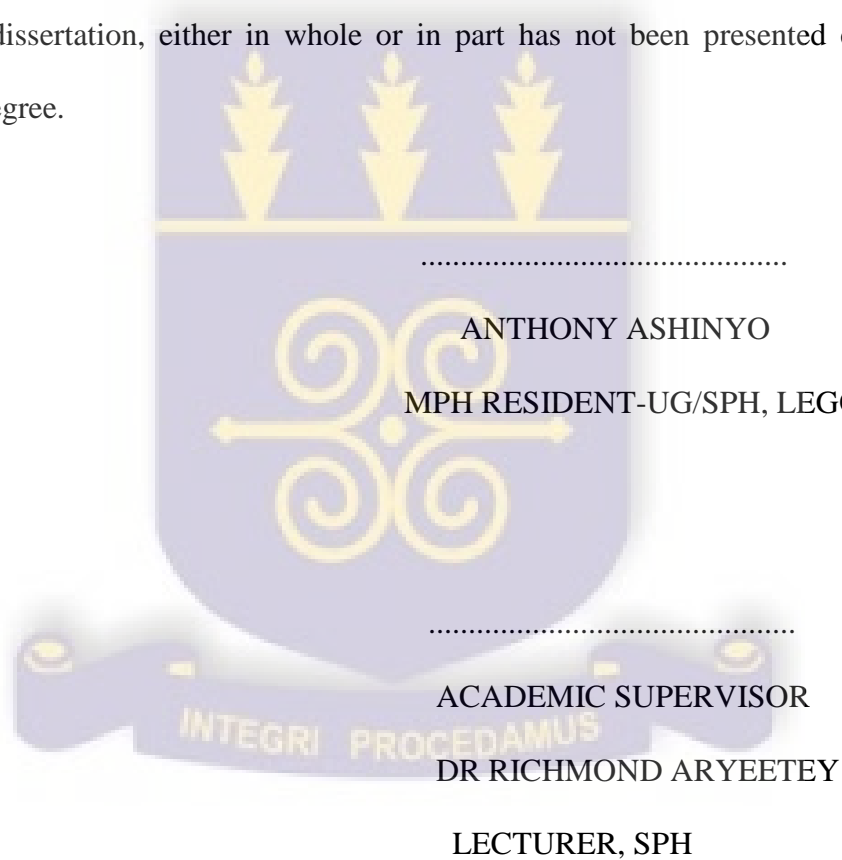 dissertation, either in whole or in part has not been presented
egree.
............................................
ANTHONY ASHINYO
MPH RESIDENT-UG/SPH,
............................................
ACADEMIC SUPERVISOR
INTEGRI PROCEDAMUS
DR RICHMOND ARYEETEY
LECTURER, SPH